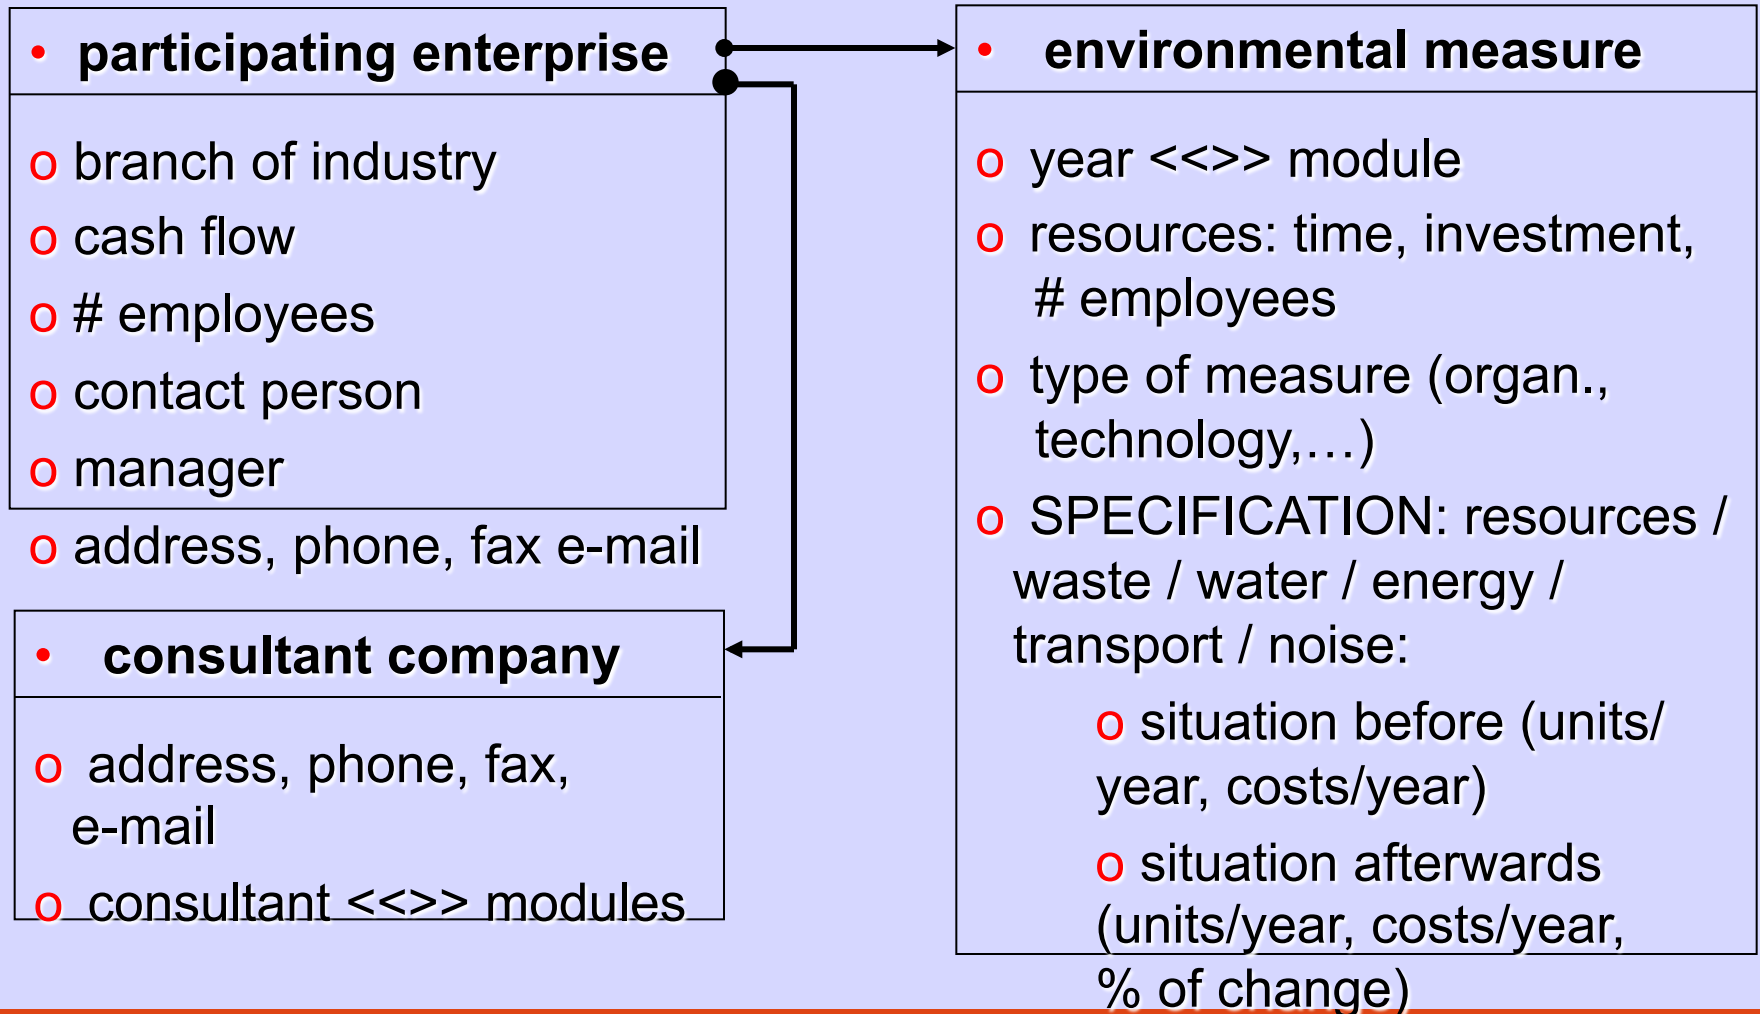 • participating enterprise
o branch of industry
o cash flow
o # employees
o contact person
o manager
o address, phone, fax e-mail
• consultant company
o address, phone, fax,
e-mail
o consultant <<>> modules
• environmental measure
o year <<>> module
o resources: time, investment,
# employees
o type of measure (organ.,
technology,…)
o SPECIFICATION: resources /
waste / water / energy /
transport / noise:
o situation before (units/
year, costs/year)
o situation afterwards
(units/year, costs/year,
% of change)